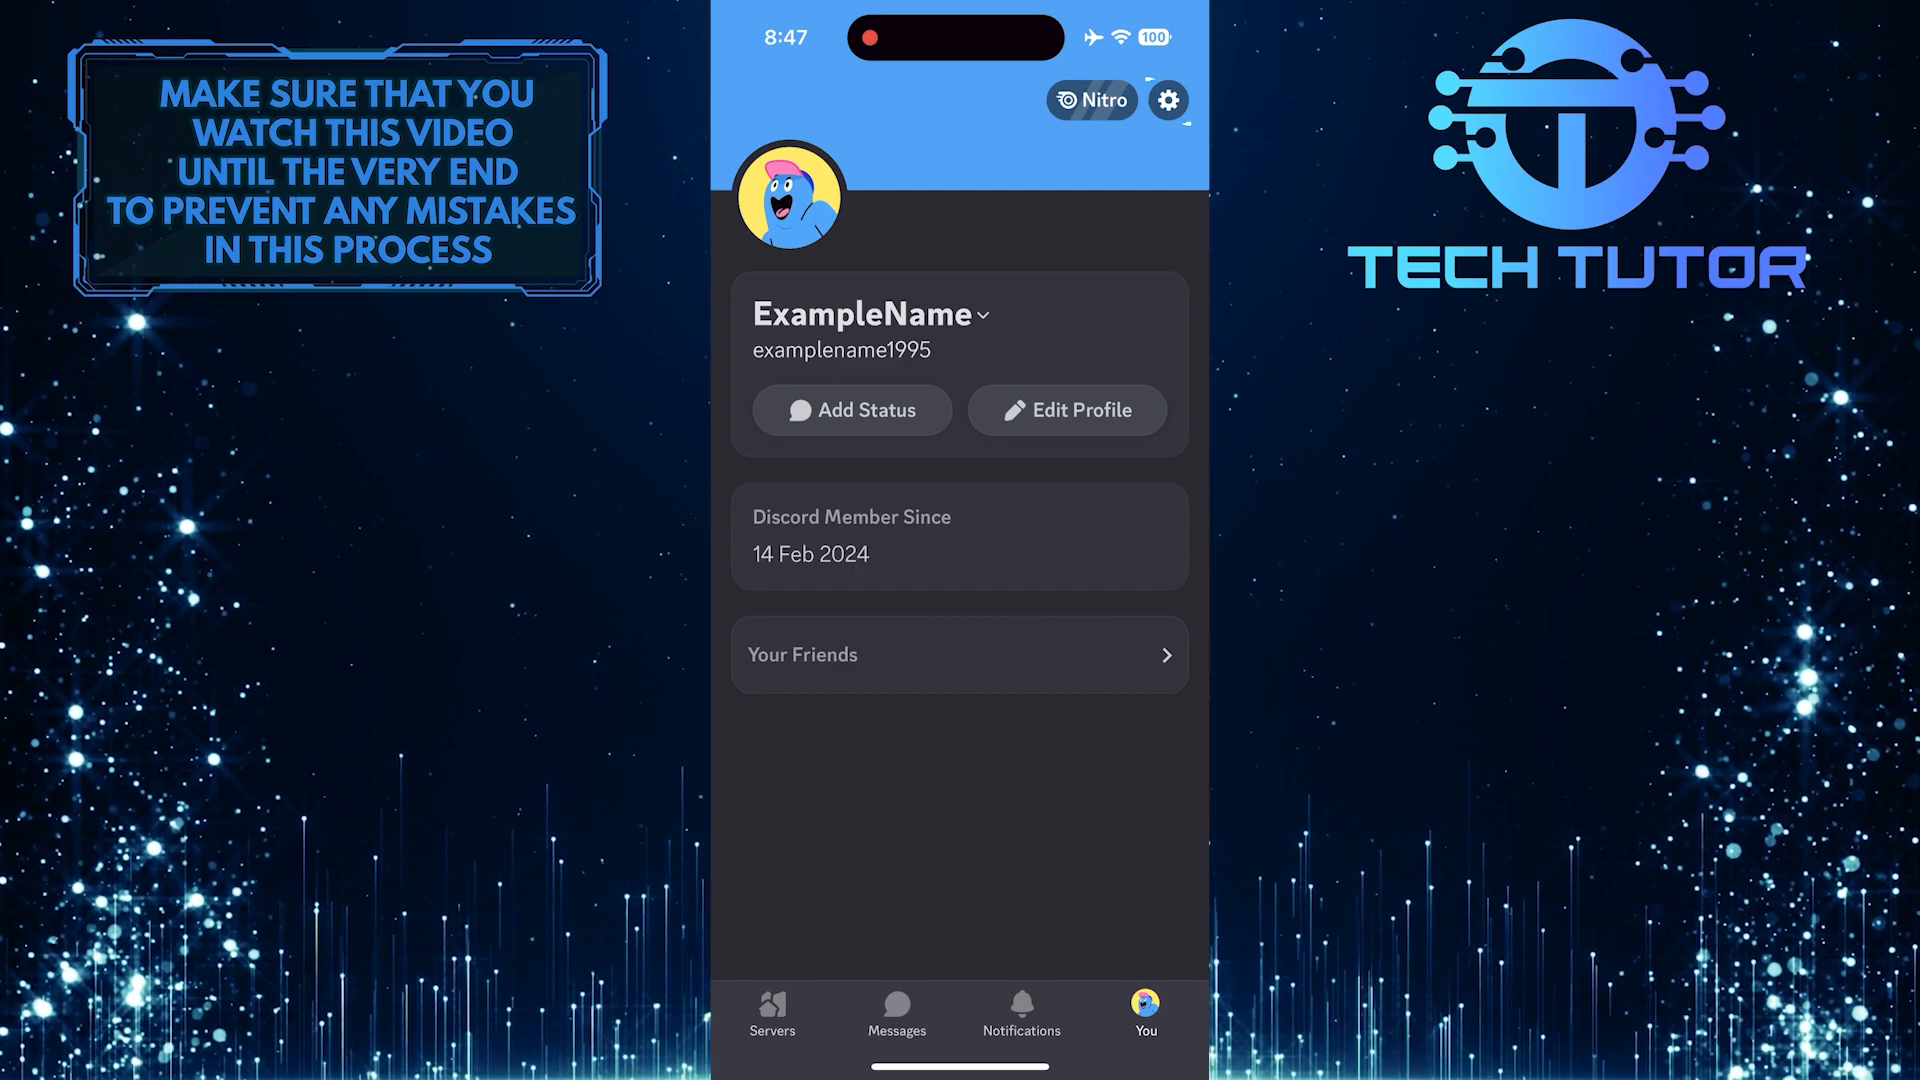 MAKE SURE THAT YOU
WATCH THIS VIDEO
UNTIL THE VERY END
TO PREVENT ANY MISTAKES
IN THIS PROCESS
8:47
100
Nitro
TECH TUTOR
ExampleName
examplename1995
Add Status
Edit Profile
Discord Member Since
14 Feb 2024
Your Friends
Servers
Messages
Notifications
You